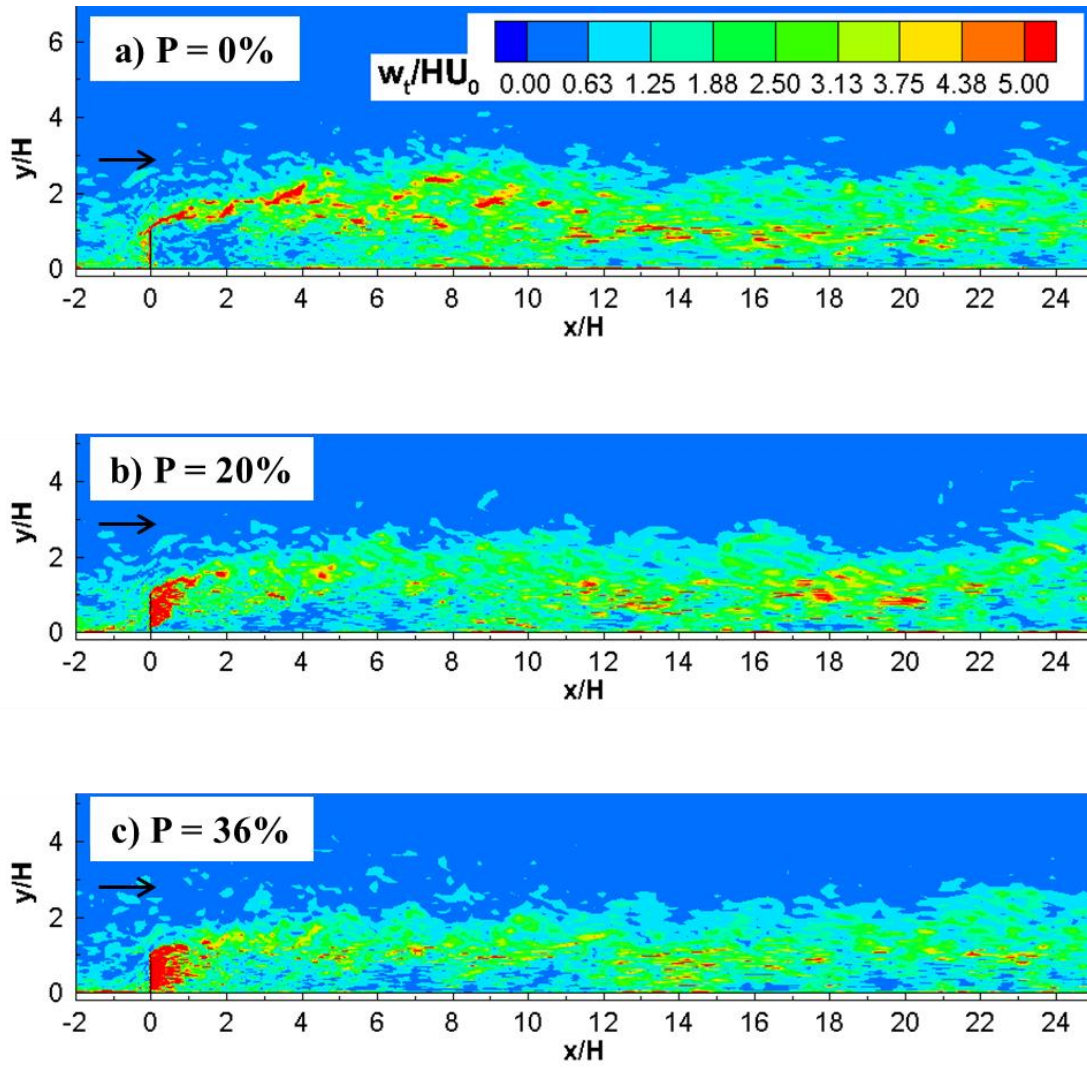 a) P = 0%
w_t/HU_0
0.00 0.63 1.25 1.88 2.50 3.13 3.75 4.38 5.00
y/H
6
4
2
0
-2 0 2 4 6 8 10 12 14 16 18 20 22 24
x/H
b) P = 20%
y/H
4
2
0
-2 0 2 4 6 8 10 12 14 16 18 20 22 24
x/H
c) P = 36%
y/H
4
2
0
-2 0 2 4 6 8 10 12 14 16 18 20 22 24
x/H